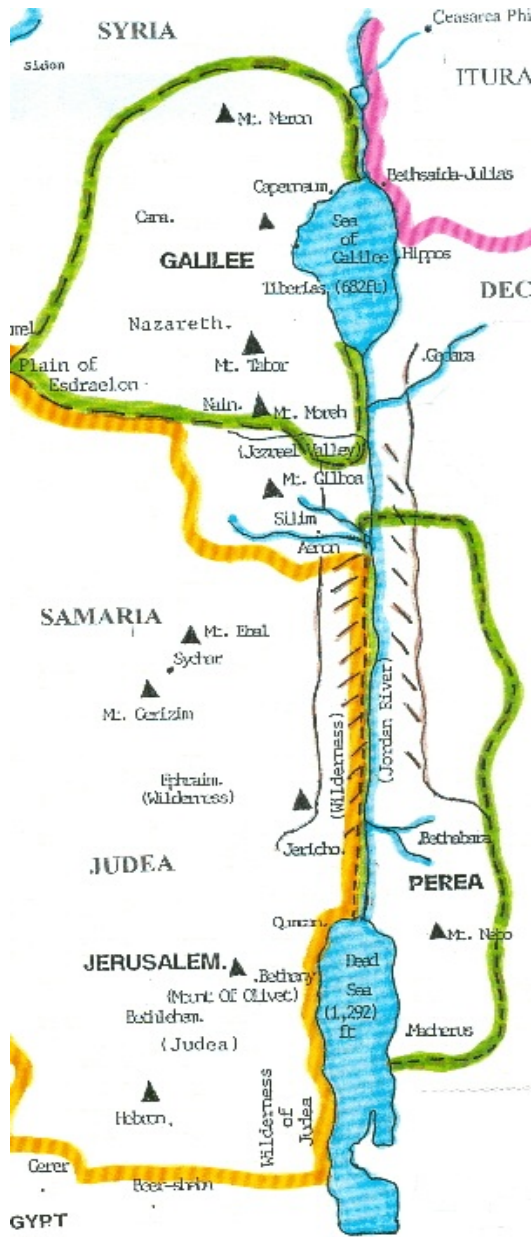 SYRIA
Ceasarea Phi
Sidon
ITURA
Mt. Meron
Capernaum.
Bethsaida-Julias
Cana.
Sea
of
Galilee
GALILEE
Hippos
Tiberies, (682ft)
DEC
Nazareth.
Mt. Tabor
.Gadara
Plain of
Esdraelon
Nain.
Mt. Moreh
(Jezreel Valley)
Mt. Gilboa
Silim
Aenon
SAMARIA
Mt. Ebal
Sychar
Mt. Gerizim
(Wilderness)
(Jordan River)
Ephraim.
(Wilderness)
Jericho.
.Bethabara
JUDEA
PEREA
Qumran.
Mt. Nebo
JERUSALEM.
.Bethany
(Mount Of Olivet)
Dead
Sea
(1,292)
ft
Bethlehem.
(Judea)
.Macherus
Wilderness
of
Judea
Hebron.
Gerer
Beer-sheba
GYPT